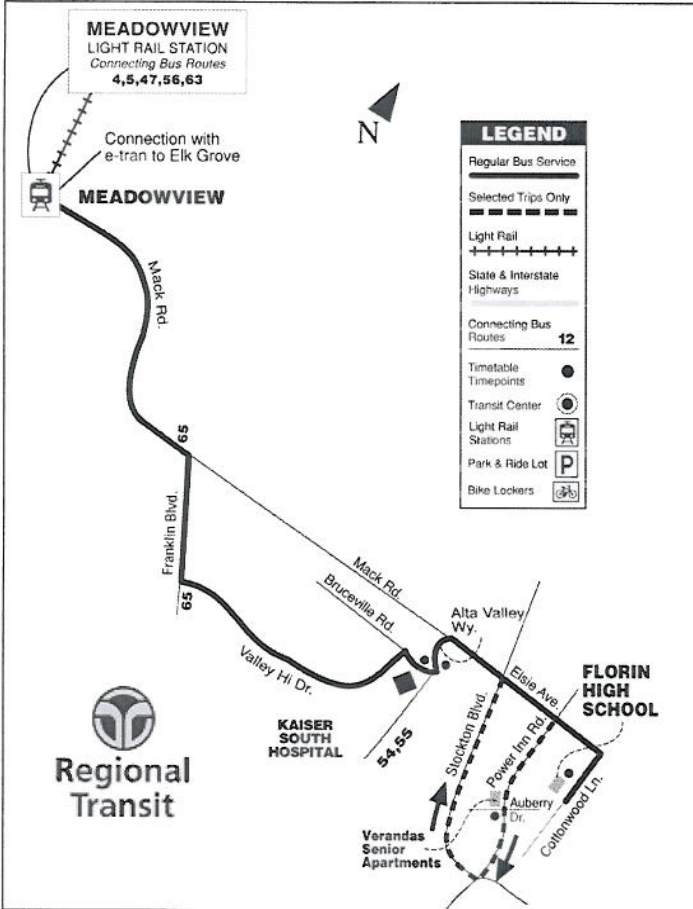 MEADOWVIEW
LIGHT RAIL STATION
Connecting Bus Routes
4,5,47,56,63
Connection with
e-tran to Elk Grove
MEADOWVIEW
N
LEGEND
Regular Bus Service
Selected Trips Only
Light Rail
State & Interstate
Highways
Connecting Bus
Routes 12
Timetable
Timepoints
Transit Center
Light Rail
Stations
Park & Ride Lot P
Bike Lockers
Mack Rd.
65
Franklin Blvd.
65
Mack Rd.
Bruceville Rd.
Alta Valley
Wy.
Valley Hi Dr.
Elsie Ave.
FLORIN
HIGH
SCHOOL
KAISER
SOUTH
HOSPITAL
54,55
Stockton Blvd.
Power Inn Rd.
Auberry
Dr.
Cottonwood Ln.
Verandas
Senior
Apartments
Regional
Transit